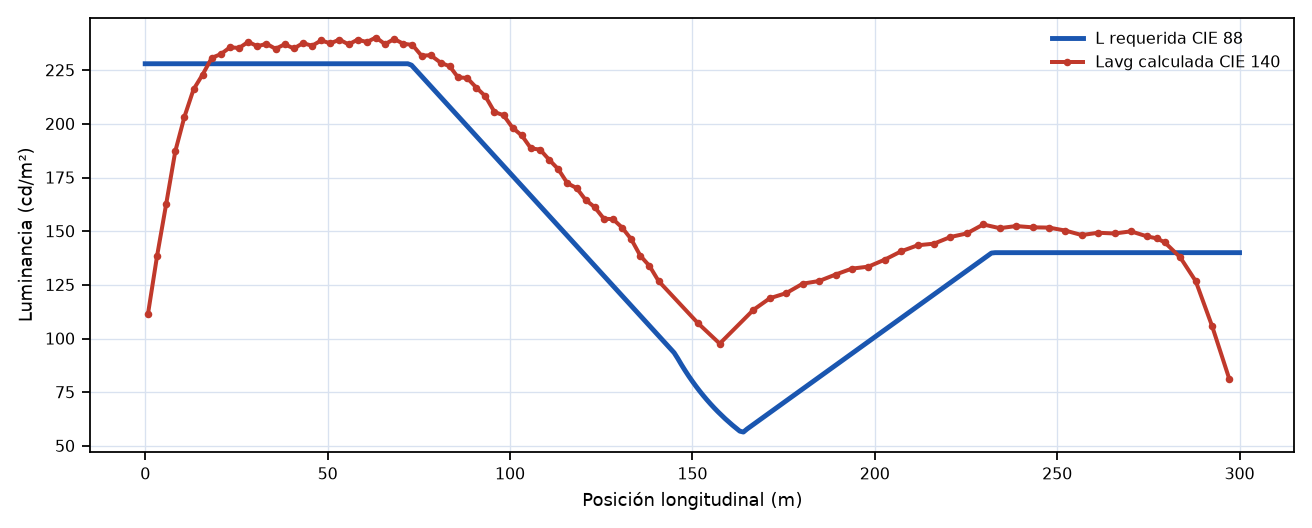 L requerida CIE 88
Lavg calculada CIE 140
Luminancia (cd/m²)
225
200
175
150
125
100
75
50
0 50 100 150 200 250 300
Posición longitudinal (m)